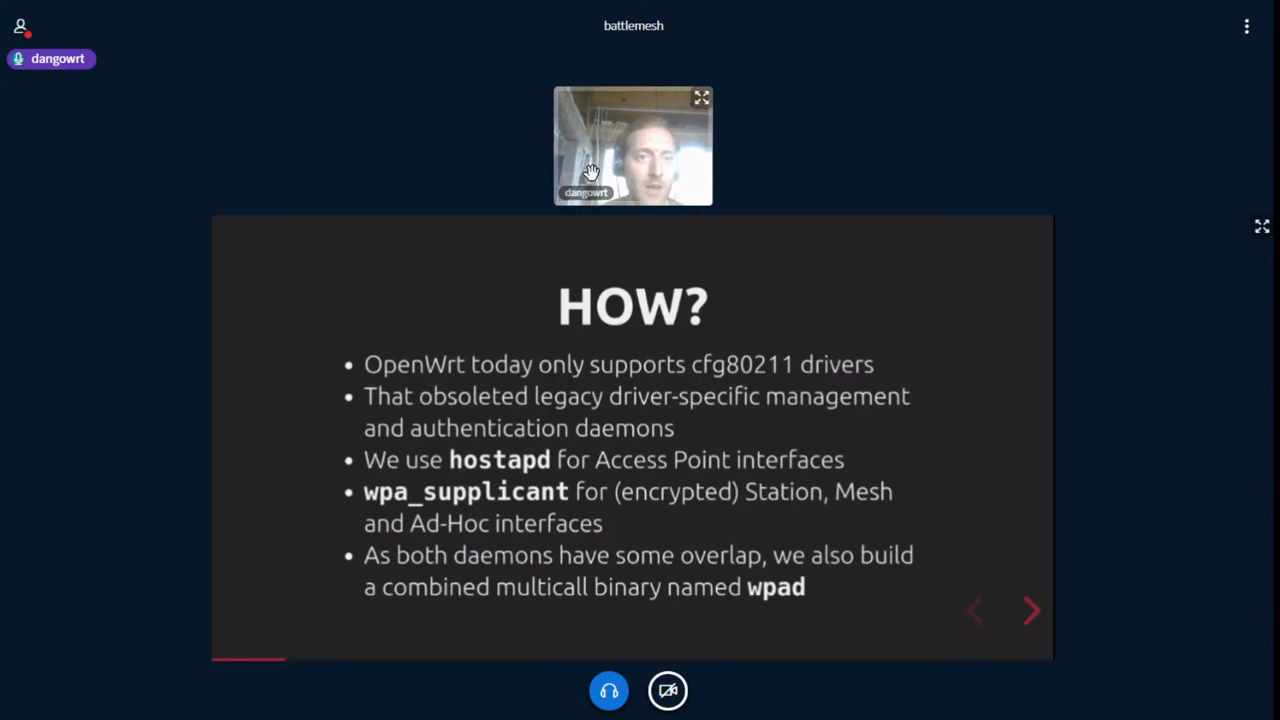 battlemesh
dangowrt
dangowrt
HOW?
• OpenWrt today only supports cfg80211 drivers
• That obsoleted legacy driver-specific management
and authentication daemons
• We use hostapd for Access Point interfaces
• wpa_supplicant for (encrypted) Station, Mesh
and Ad-Hoc interfaces
• As both daemons have some overlap, we also build
a combined multicall binary named wpad